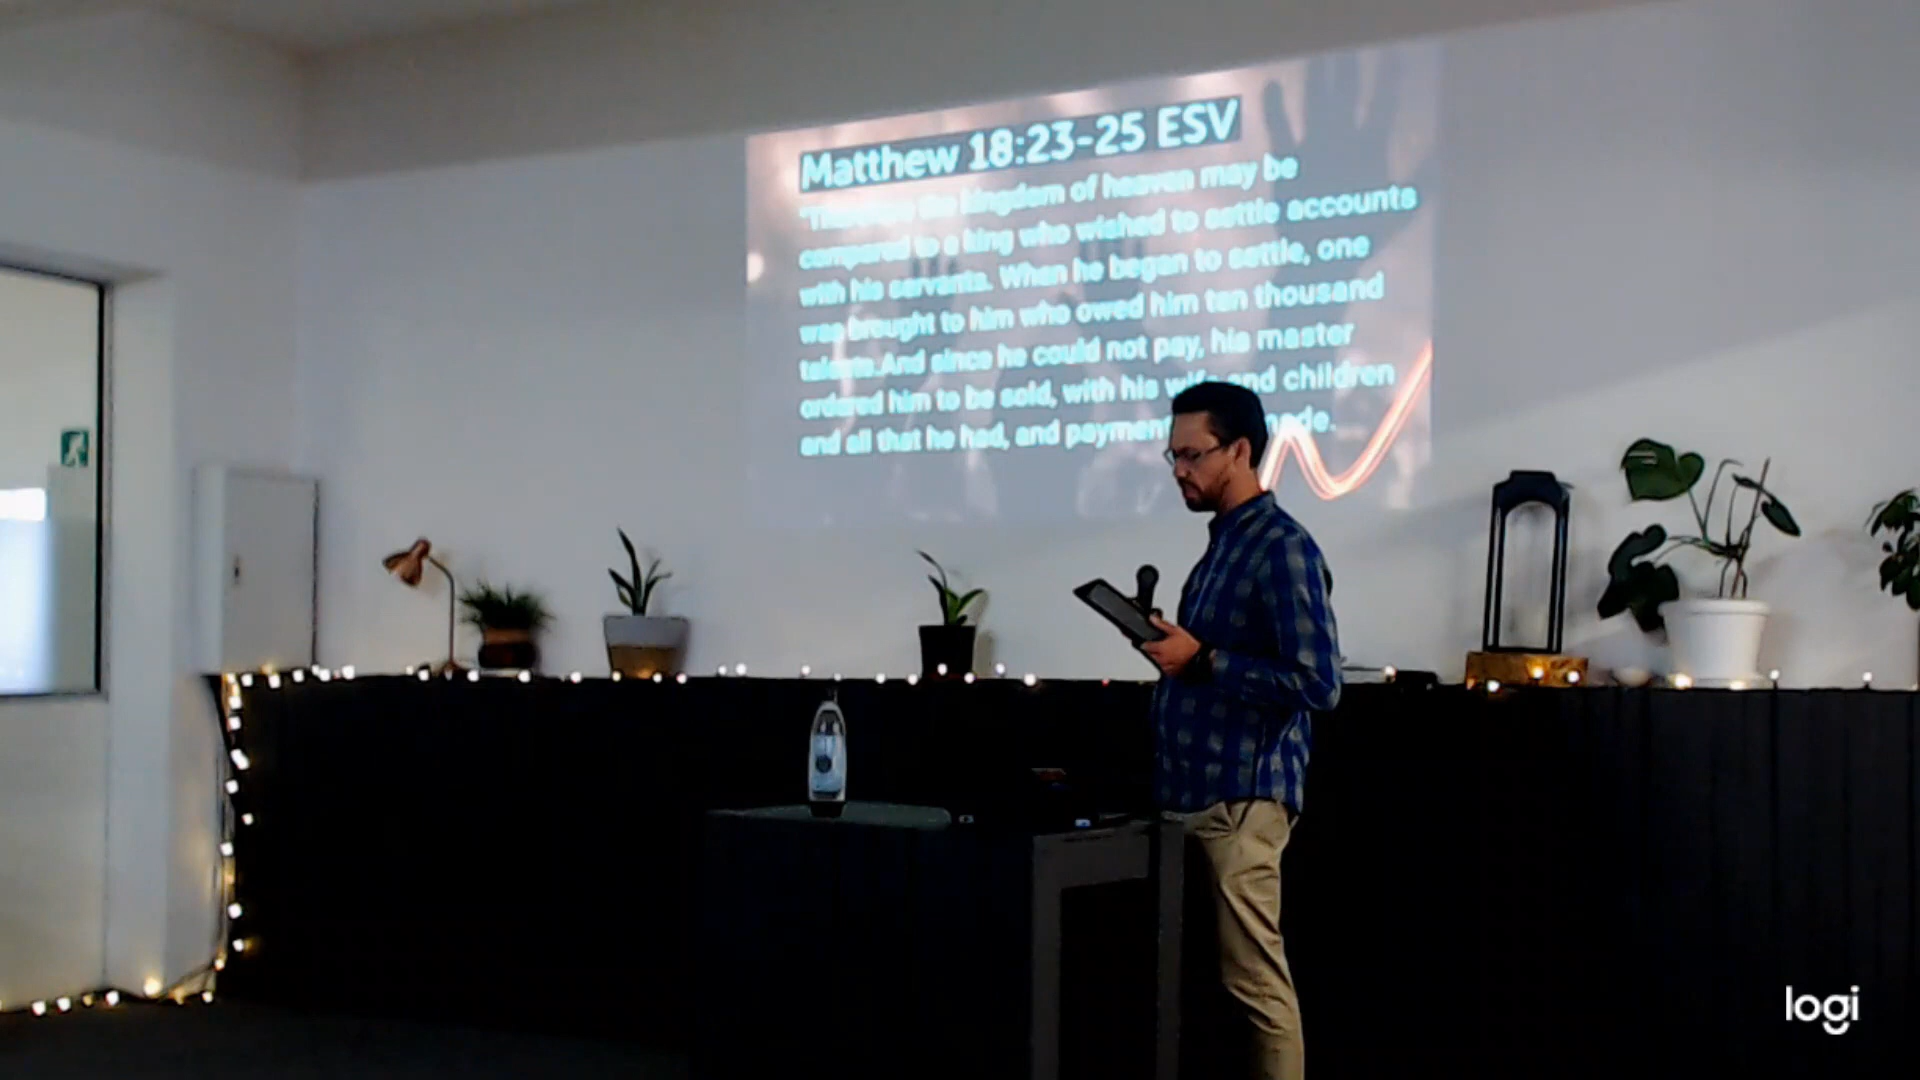 Matthew 18:23-25 ESV
"Therefore the kingdom of heaven may be
compared to a king who wished to settle accounts
with his servants. When he began to settle, one
was brought to him who owed him ten thousand
talents.And since he could not pay, his master
ordered him to be sold, with his wife and children
and all that he had, and payment
logi